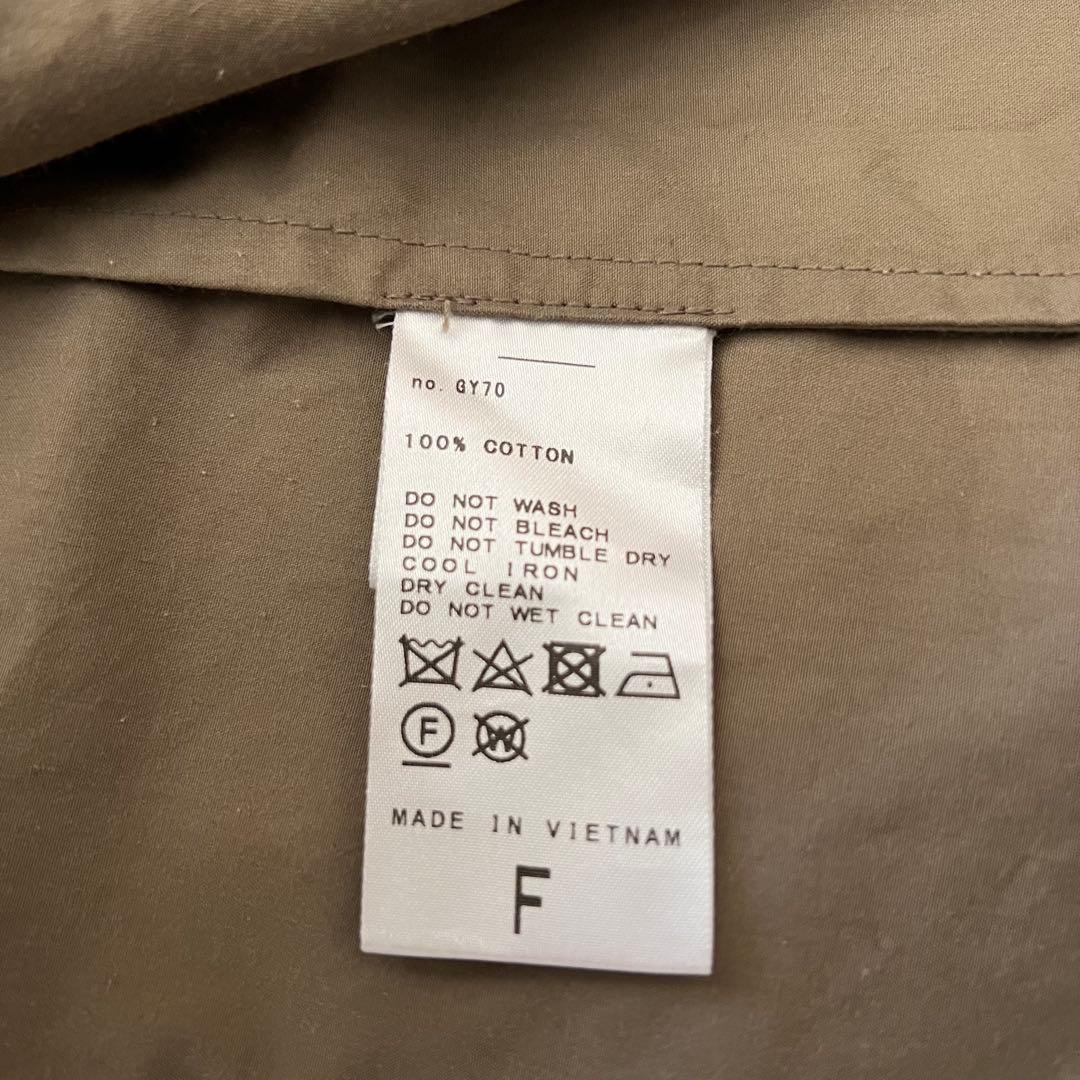 no. GY70
100% COTTON
DO NOT WASH
DO NOT BLEACH
DO NOT TUMBLE DRY
COOL IRON
DRY CLEAN
DO NOT WET CLEAN
F W
MADE IN VIETNAM
F